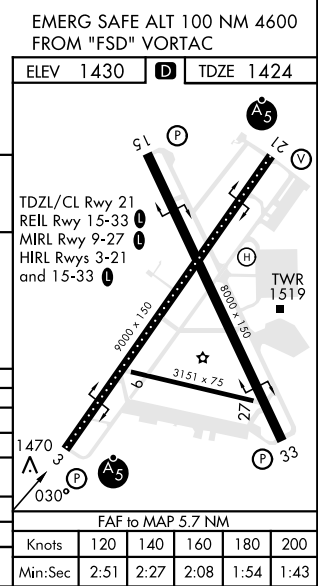 EMERG SAFE ALT 100 NM 4600
FROM "FSD" VORTAC
ELEV 1430 D TDZE 1424
A5
15 P
21
V
TDZL/CL Rwy 21
REIL Rwy 15-33 L
MIRL Rwy 9-27 L
HIRL Rwys 3-21
and 15-33 L
H
TWR
1519
9000 x 150
8000 x 150
3151 x 75
9
27
1470
3
A5
P
33
P
030°
FAF to MAP 5.7 NM
Knots 120 140 160 180 200
Min:Sec 2:51 2:27 2:08 1:54 1:43